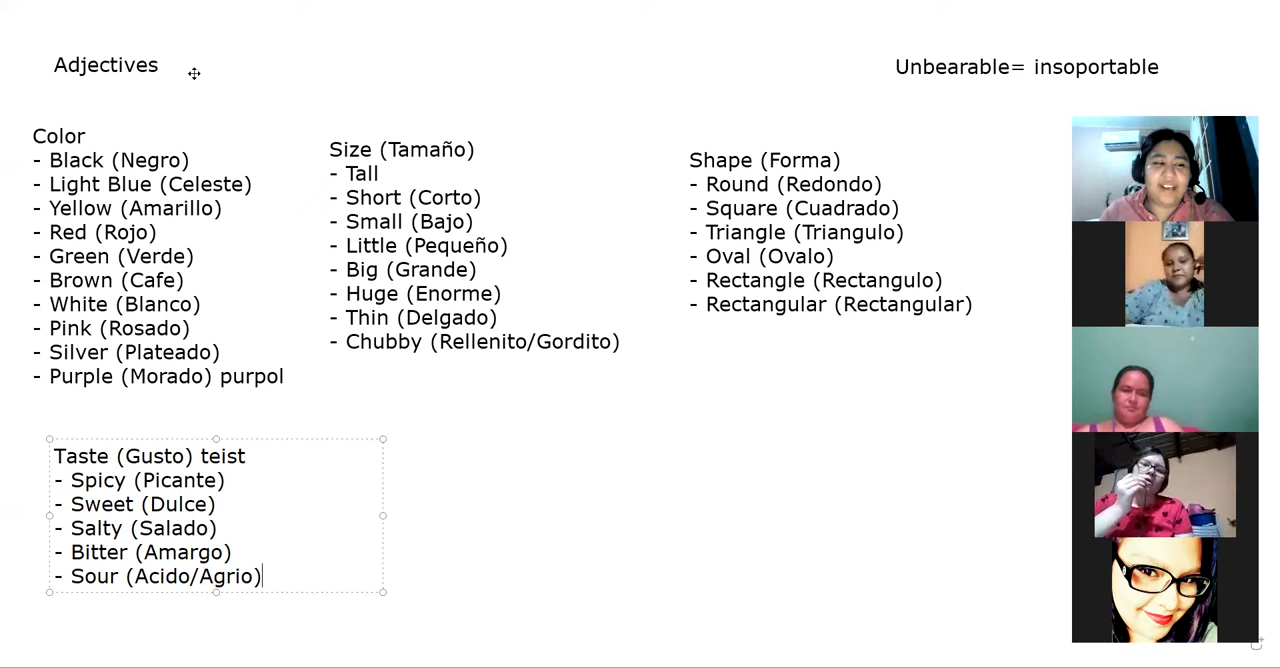 Adjectives
Unbearable= insoportable
Color
- Black (Negro)
- Light Blue (Celeste)
- Yellow (Amarillo)
- Red (Rojo)
- Green (Verde)
- Brown (Cafe)
- White (Blanco)
- Pink (Rosado)
- Silver (Plateado)
- Purple (Morado) purpol
Size (Tamaño)
- Tall
- Short (Corto)
- Small (Bajo)
- Little (Pequeño)
- Big (Grande)
- Huge (Enorme)
- Thin (Delgado)
- Chubby (Rellenito/Gordito)
Shape (Forma)
- Round (Redondo)
- Square (Cuadrado)
- Triangle (Triangulo)
- Oval (Ovalo)
- Rectangle (Rectangulo)
- Rectangular (Rectangular)
Taste (Gusto) teist
- Spicy (Picante)
- Sweet (Dulce)
- Salty (Salado)
- Bitter (Amargo)
- Sour (Acido/Agrio)